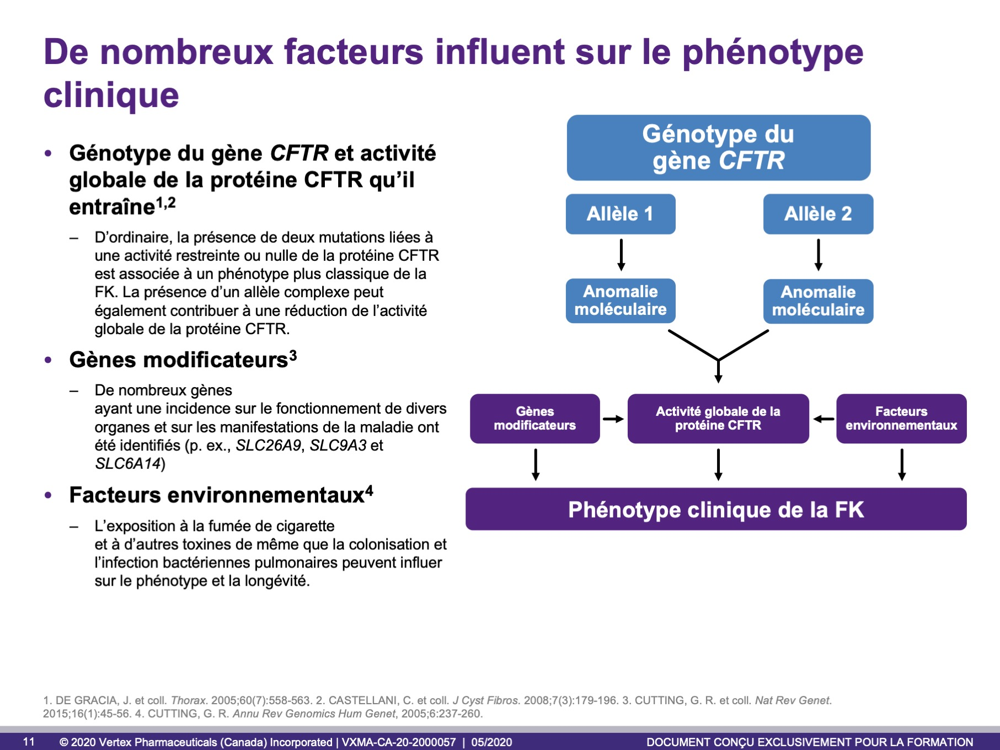 De nombreux facteurs influent sur le phénotype
clinique
• Génotype du gène CFTR et activité
globale de la protéine CFTR qu’il
entraîne1,2
– D’ordinaire, la présence de deux mutations liées à
une activité restreinte ou nulle de la protéine CFTR
est associée à un phénotype plus classique de la
FK. La présence d’un allèle complexe peut
également contribuer à une réduction de l’activité
globale de la protéine CFTR.
• Gènes modificateurs3
– De nombreux gènes
ayant une incidence sur le fonctionnement de divers
organes et sur les manifestations de la maladie ont
été identifiés (p. ex., SLC26A9, SLC9A3 et
SLC6A14)
• Facteurs environnementaux4
– L’exposition à la fumée de cigarette
et à d’autres toxines de même que la colonisation et
l’infection bactériennes pulmonaires peuvent influer
sur le phénotype et la longévité.
Génotype du
gène CFTR
Allèle 1
Allèle 2
Anomalie
moléculaire
Anomalie
moléculaire
Gènes
modificateurs
Activité globale de la
protéine CFTR
Facteurs
environnementaux
Phénotype clinique de la FK
1. DE GRACIA, J. et coll. Thorax. 2005;60(7):558-563. 2. CASTELLANI, C. et coll. J Cyst Fibros. 2008;7(3):179-196. 3. CUTTING, G. R. et coll. Nat Rev Genet.
2015;16(1):45-56. 4. CUTTING, G. R. Annu Rev Genomics Hum Genet, 2005;6:237-260.
11 © 2020 Vertex Pharmaceuticals (Canada) Incorporated | VXMA-CA-20-2000057 | 05/2020 DOCUMENT CONÇU EXCLUSIVEMENT POUR LA FORMATION